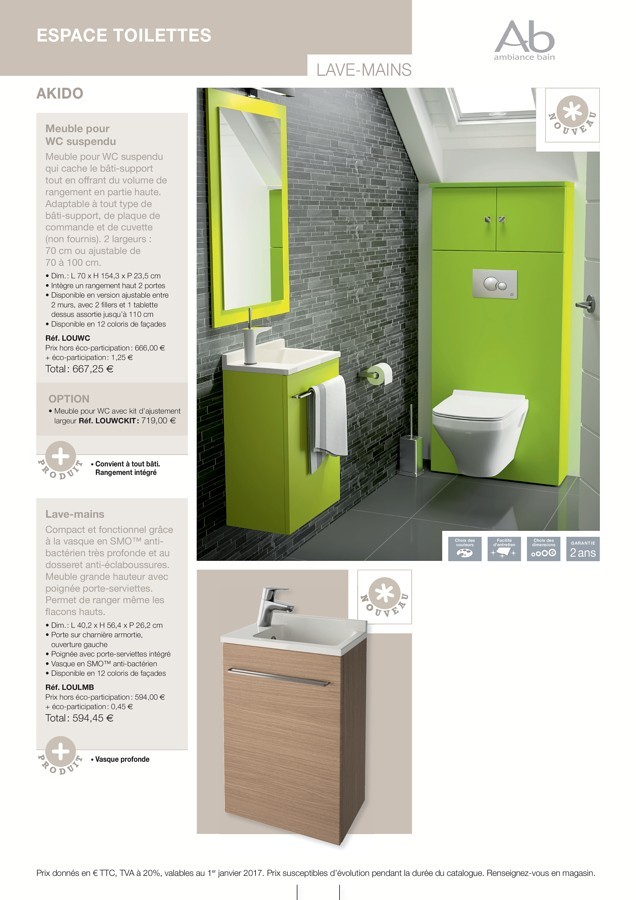 ESPACE TOILETTES
Ab
ambiance bain
LAVE-MAINS
AKIDO
NOUVEAU
Meuble pour
WC suspendu
Meuble pour WC suspendu
qui cache le bâti-support
tout en offrant du volume de
rangement en partie haute.
Adaptable à tout type de
bâti-support, de plaque de
commande et de cuvette
(non fournis), 2 largeurs :
70 cm ou ajustable de
70 à 100 cm.
• Dim. : L 70 x H 154,3 x P 23,5 cm
• Intègre un rangement haut 2 portes
• Disponible en version ajustable entre
2 murs, avec 2 fillers et 1 tablette
dessus assortie jusqu'à 110 cm
• Disponible en 12 coloris de façades
Réf. LOUWC
Prix hors éco-participation : 666,00 €
+ éco-participation : 1,25 €
Total : 667,25 €
OPTION
• Meuble pour WC avec kit d'ajustement
largeur Réf. LOUWCKIT : 719,00 €
+
PRODUIT
• Convient à tout bâti.
Rangement intégré
Lave-mains
Compact et fonctionnel grâce
à la vasque en SMO™ anti-
bactérien très profonde et au
dosseret anti-éclaboussures.
Meuble grande hauteur avec
poignée porte-serviettes.
Permet de ranger même les
flacons hauts.
• Dim. : L 40,2 x H 56,4 x P 26,2 cm
• Porte sur charnière amortie,
ouverture gauche
• Poignée avec porte-serviettes intégré
• Vasque en SMO™ anti-bactérien
• Disponible en 12 coloris de façades
Réf. LOULMB
Prix hors éco-participation : 594,00 €
+ éco-participation : 0,45 €
Total : 594,45 €
+
PRODUIT
• Vasque profonde
Choix des
couleurs
Facilité
d'entretien
Choix des
dimensions
GARANTIE
2 ans
NOUVEAU
Prix donnés en € TTC, TVA à 20%, valables au 1er janvier 2017. Prix susceptibles d'évolution pendant la durée du catalogue. Renseignez-vous en magasin.